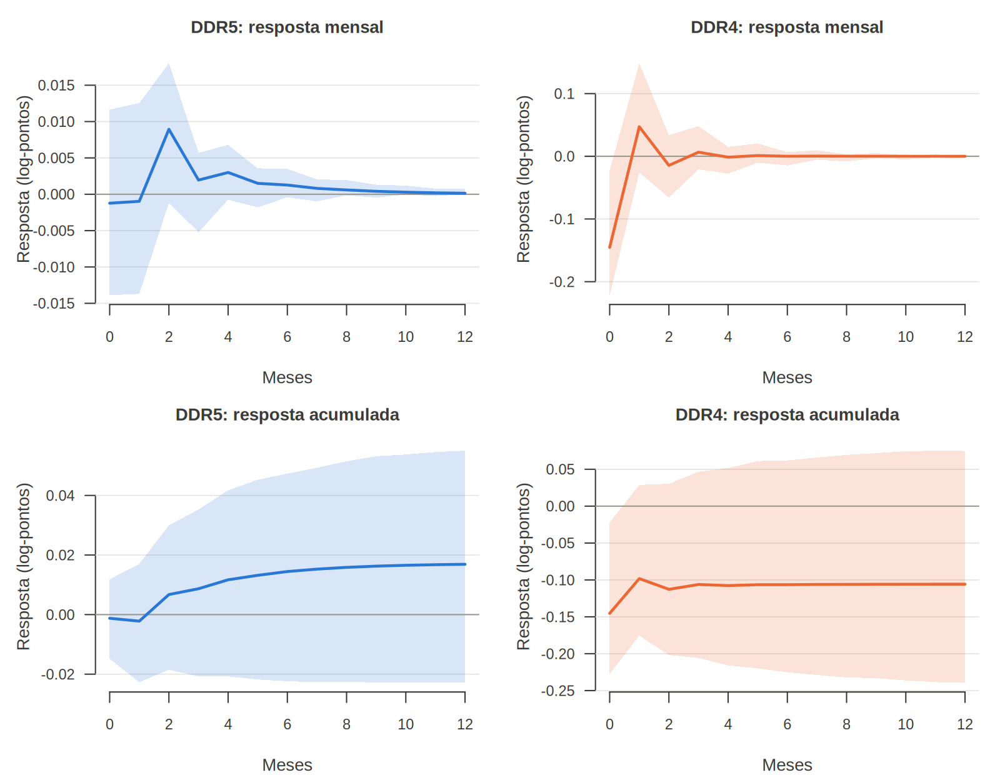 DDR5: resposta mensal
Resposta (log-pontos)
0.015
0.010
0.005
0.000
-0.005
-0.010
-0.015
0 2 4 6 8 10 12
Meses
DDR4: resposta mensal
Resposta (log-pontos)
0.1
0.0
-0.1
-0.2
0 2 4 6 8 10 12
Meses
DDR5: resposta acumulada
Resposta (log-pontos)
0.04
0.02
0.00
-0.02
0 2 4 6 8 10 12
Meses
DDR4: resposta acumulada
Resposta (log-pontos)
0.05
0.00
-0.05
-0.10
-0.15
-0.20
-0.25
0 2 4 6 8 10 12
Meses